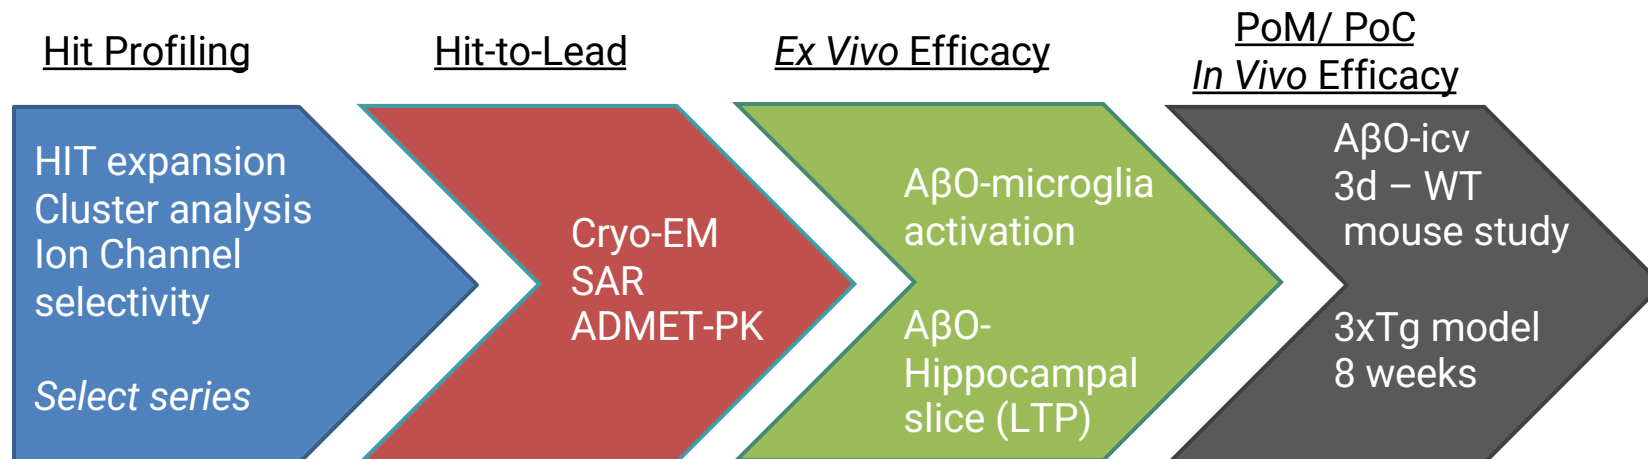 Hit Profiling
HIT expansion
Cluster analysis
Ion Channel
selectivity
Select series
Hit-to-Lead
Cryo-EM
SAR
ADMET-PK
Ex Vivo Efficacy
AβO-microglia
activation
AβO-
Hippocampal
slice (LTP)
PoM/ PoC
In Vivo Efficacy
AβO-icv
3d – WT
mouse study
3xTg model
8 weeks